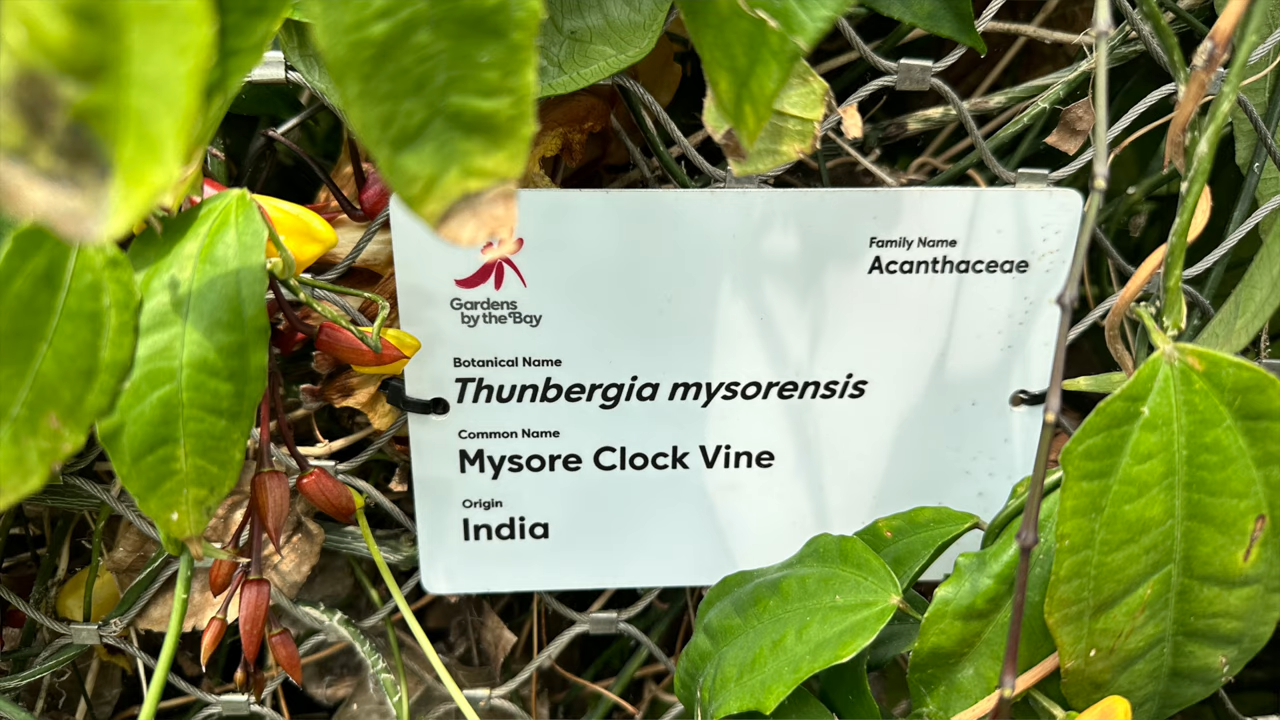 Gardens
by the Bay
Family Name
Acanthaceae
Botanical Name
Thunbergia mysorensis
Common Name
Mysore Clock Vine
Origin
India